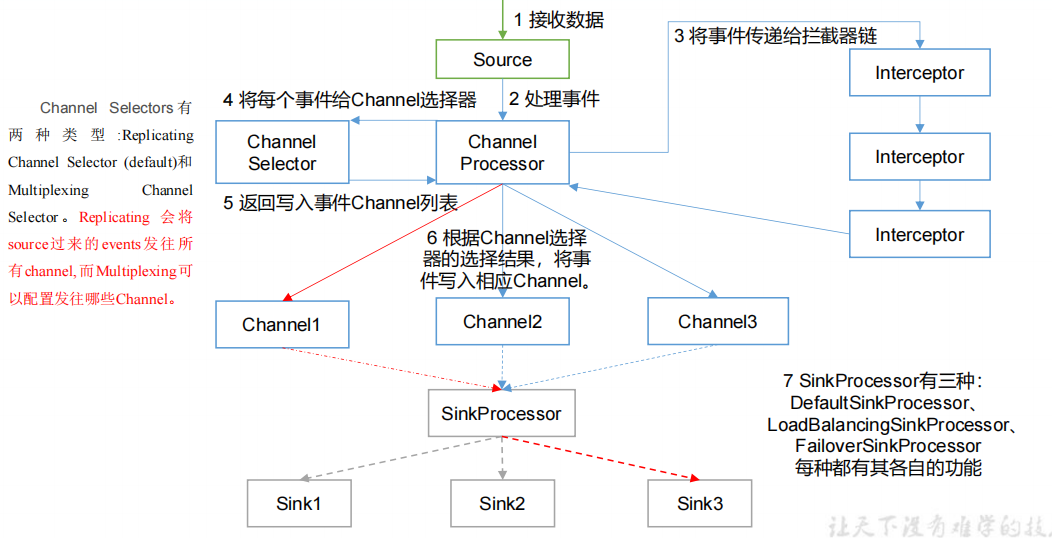 1 接收数据
Source
2 处理事件
3 将事件传递给拦截器链
Interceptor
Interceptor
Interceptor
4 将每个事件给Channel选择器
Channel
Selector
Channel
Processor
5 返回写入事件Channel列表
Channel Selectors有
两种类型:Replicating
Channel Selector (default)和
Multiplexing Channel
Selector。Replicating 会将
source过来的events发往所
有channel,而Multiplexing可
以配置发往哪些Channel。
6 根据Channel选择
器的选择结果，将事
件写入相应Channel。
Channel1
Channel2
Channel3
SinkProcessor
7 SinkProcessor有三种：
DefaultSinkProcessor、
LoadBalancingSinkProcessor、
FailoverSinkProcessor
每种都有其各自的功能
Sink1
Sink2
Sink3
让天下没有难学的技